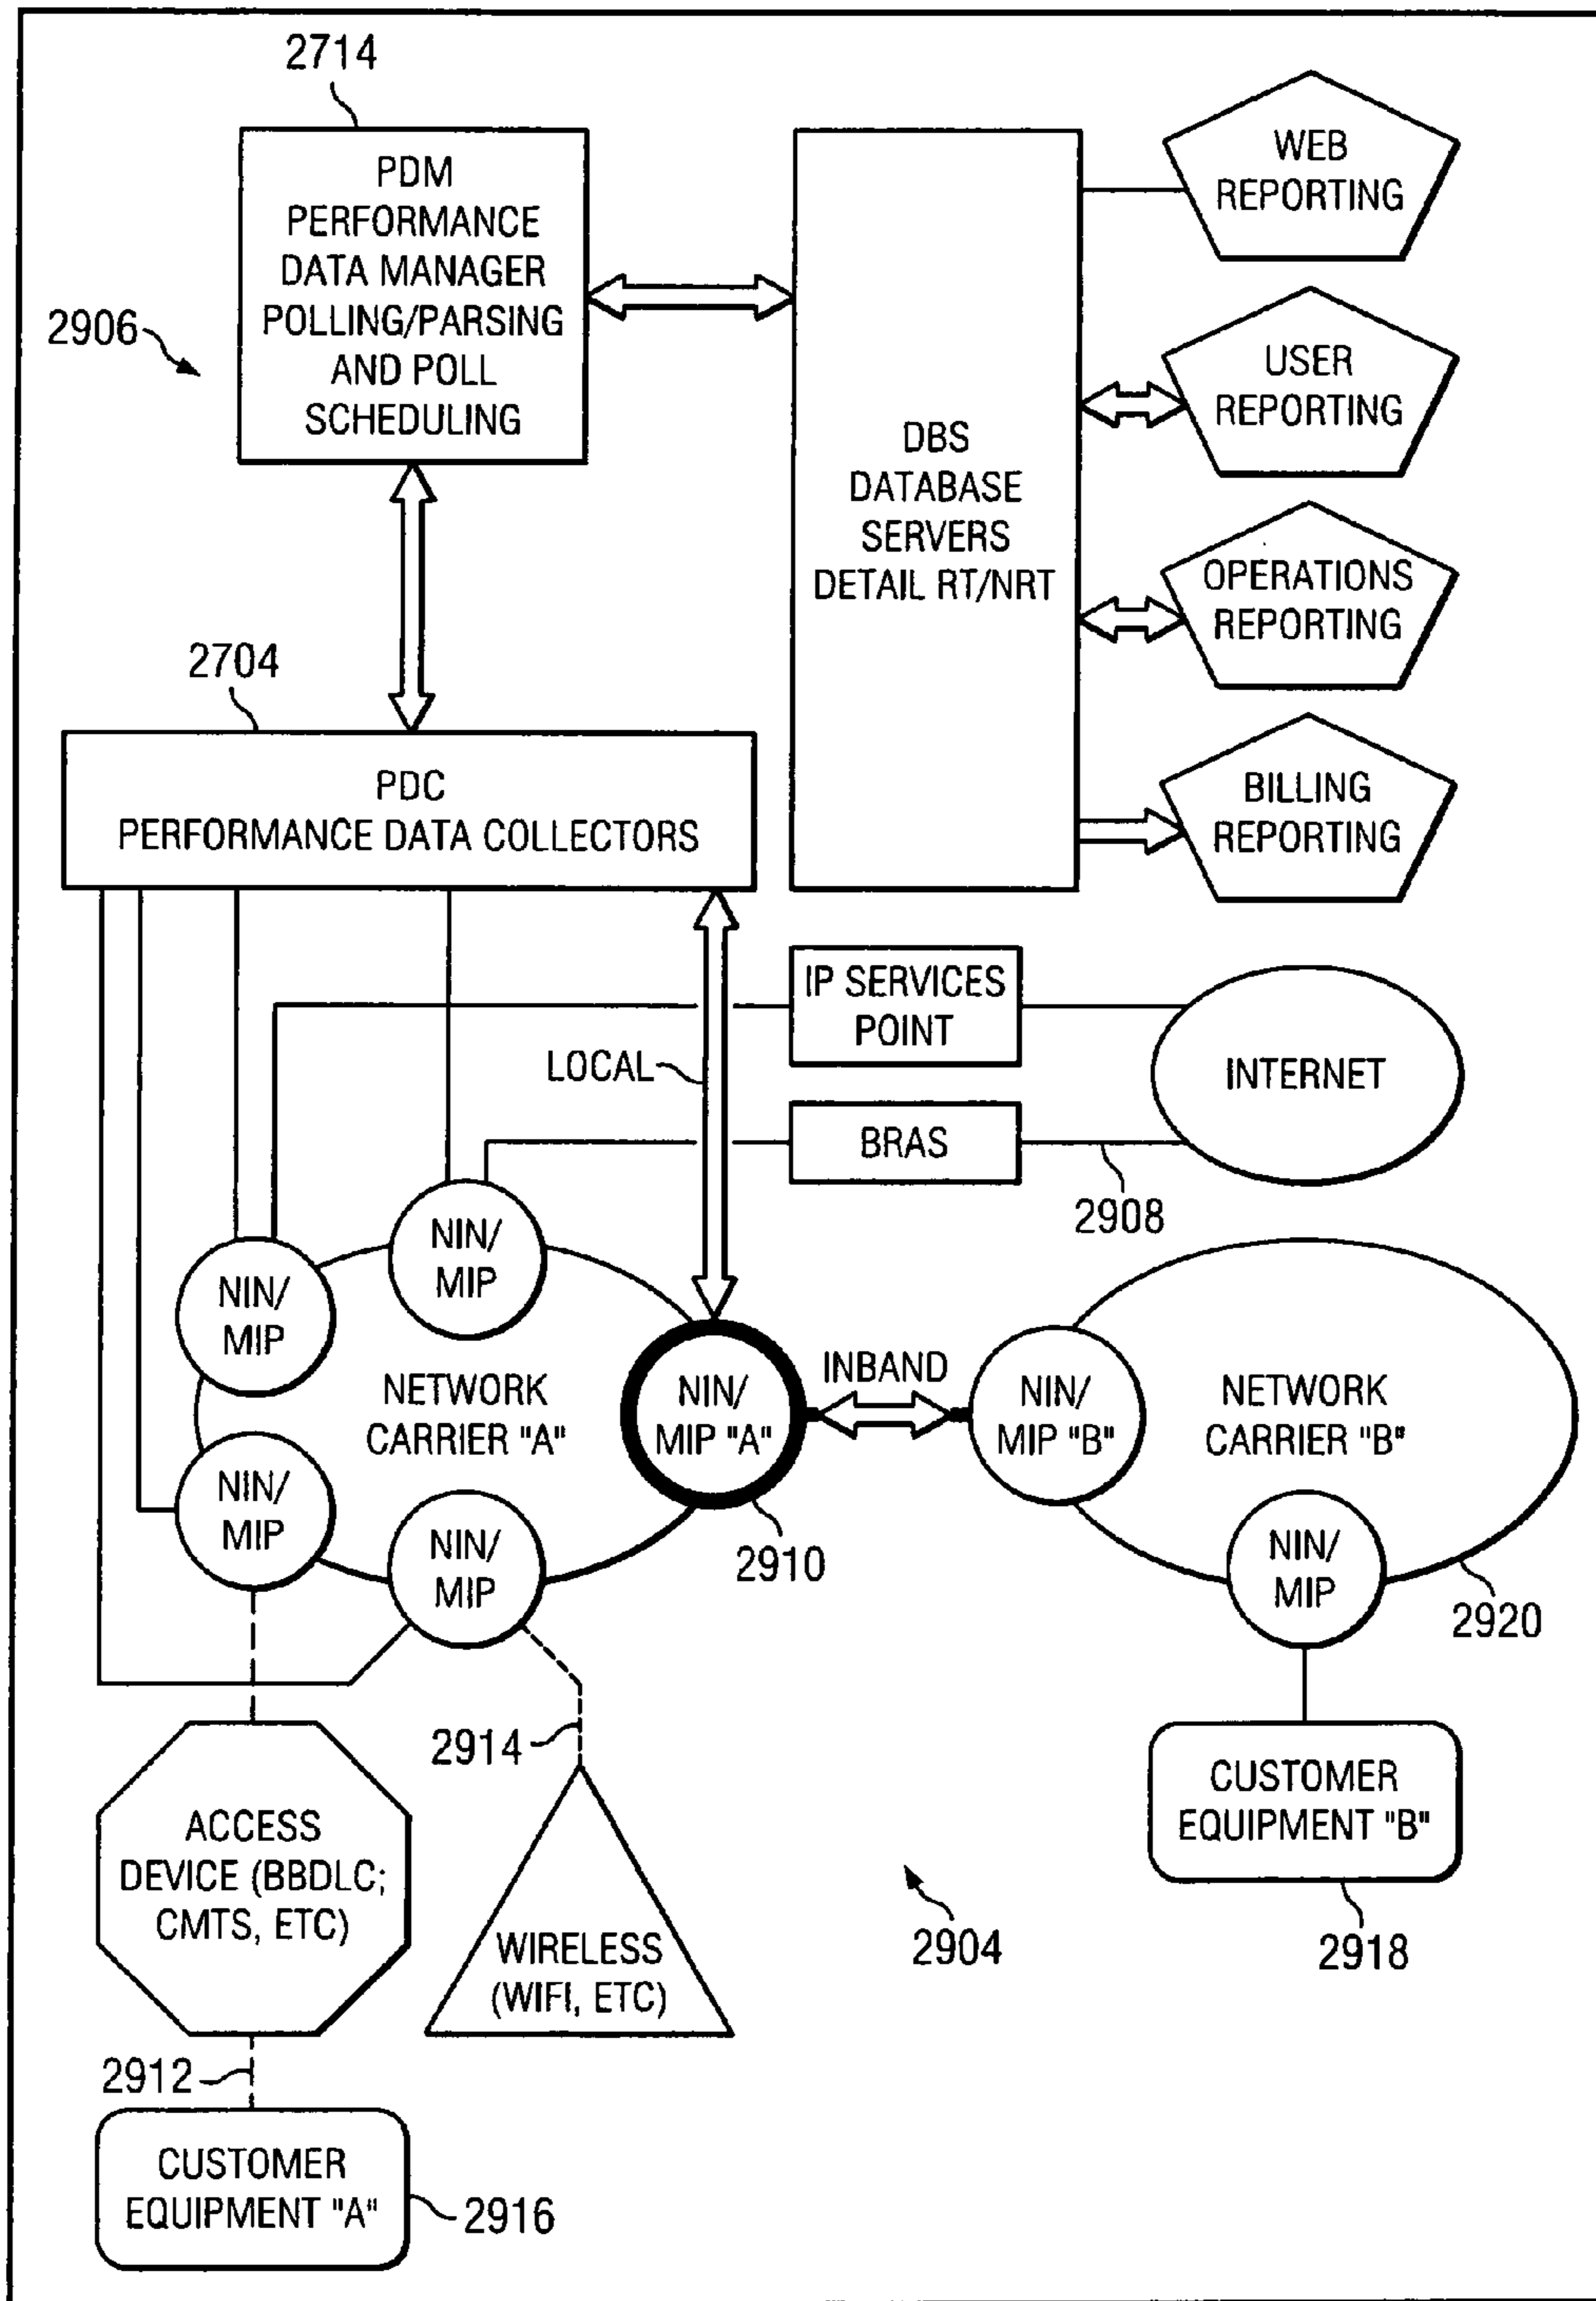 2714
PDM
PERFORMANCE
DATA MANAGER
POLLING/PARSING
AND POLL
SCHEDULING
2906
DBS
DATABASE
SERVERS
DETAIL RT/NRT
WEB
REPORTING
USER
REPORTING
OPERATIONS
REPORTING
BILLING
REPORTING
2704
PDC
PERFORMANCE DATA COLLECTORS
IP SERVICES
POINT
LOCAL
INTERNET
BRAS
2908
NIN/
MIP
NIN/
MIP
NETWORK
CARRIER "A"
NIN/
MIP "A"
INBAND
NIN/
MIP "B"
NETWORK
CARRIER "B"
NIN/
MIP
NIN/
MIP
2910
NIN/
MIP
2920
2914
ACCESS
DEVICE (BBDLC;
CMTS, ETC)
WIRELESS
(WIFI, ETC)
2904
CUSTOMER
EQUIPMENT "B"
2918
2912
CUSTOMER
EQUIPMENT "A"
2916